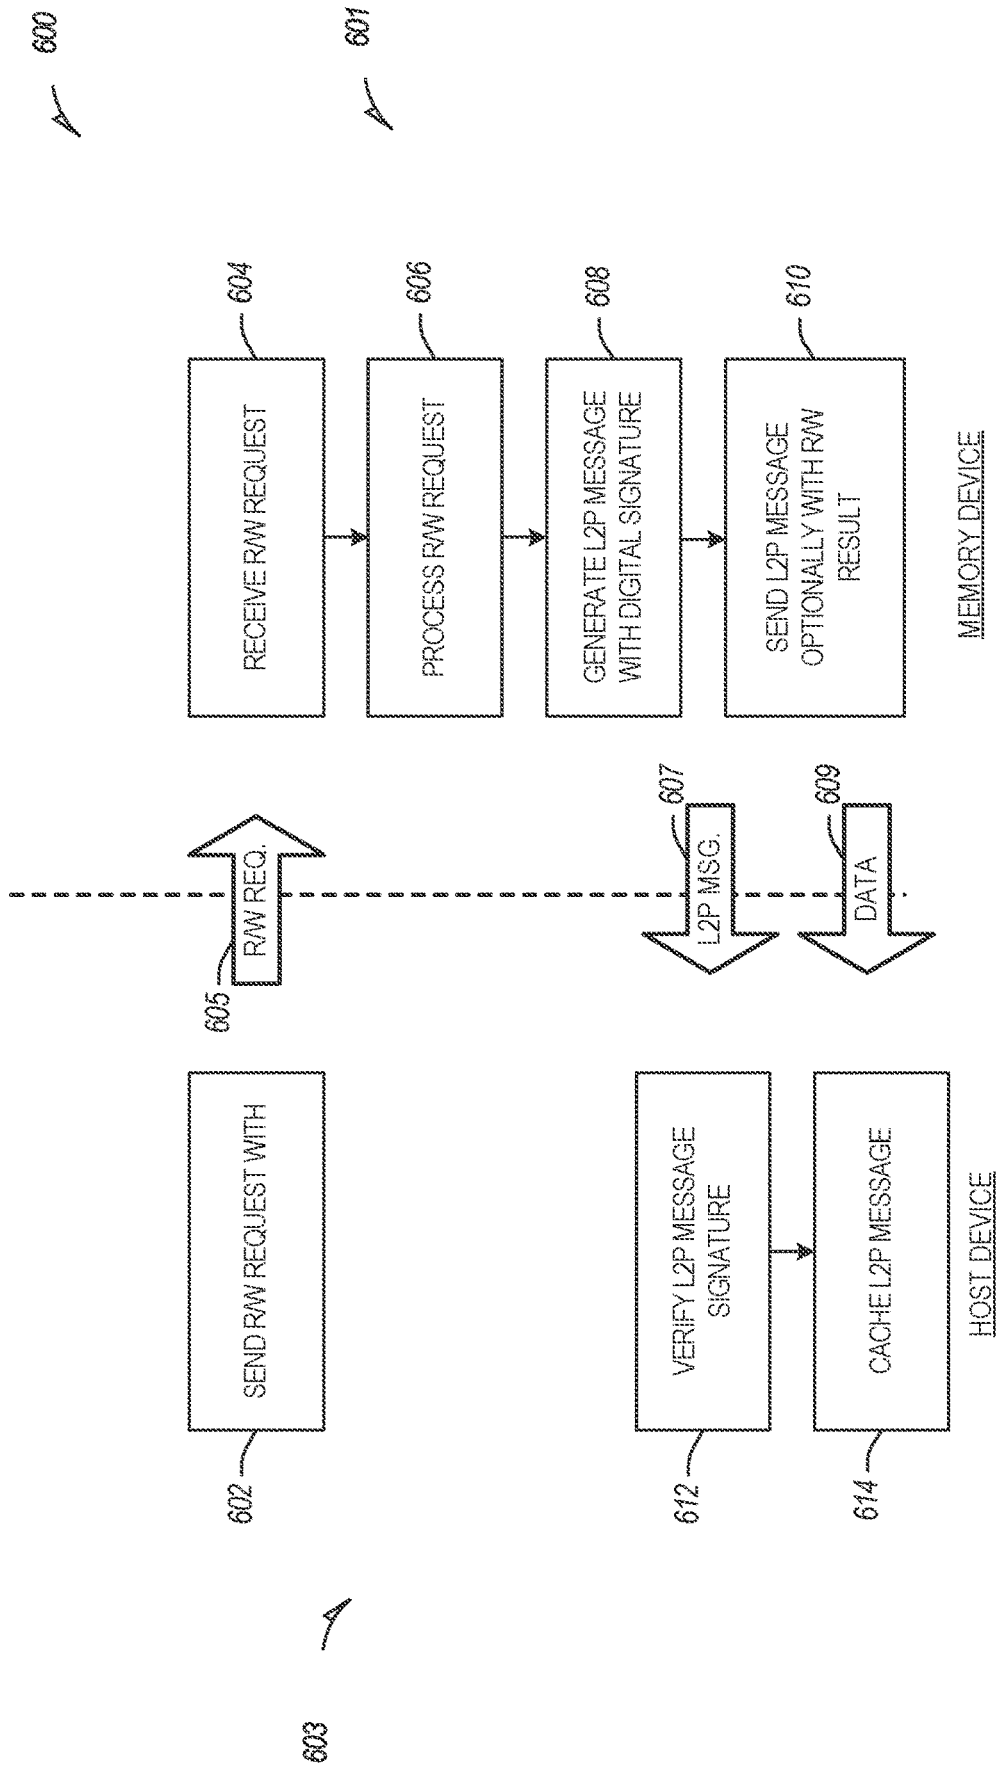 600
603
601
602
SEND R/W REQUEST WITH
605
R/W REQ.
RECEIVE R/W REQUEST
604
PROCESS R/W REQUEST
606
GENERATE L2P MESSAGE
WITH DIGITAL SIGNATURE
608
612
VERIFY L2P MESSAGE
SIGNATURE
L2P MSG.
607
SEND L2P MESSAGE
OPTIONALLY WITH R/W
RESULT
610
614
CACHE L2P MESSAGE
DATA
609
HOST DEVICE
MEMORY DEVICE